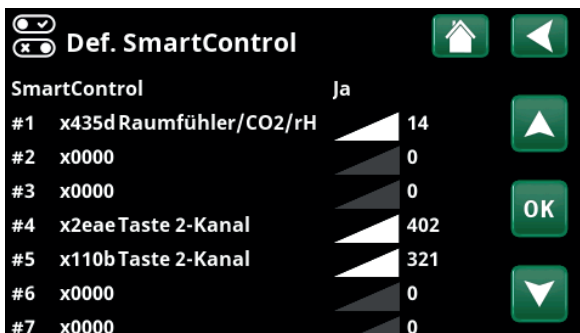 Def. SmartControl
SmartControl Ja
#1 x435d Raumfühler/CO2/rH 14
#2 x0000 0
#3 x0000 0
#4 x2eae Taste 2-Kanal 402
OK
#5 x110b Taste 2-Kanal 321
#6 x0000 0
#7 x0000 0